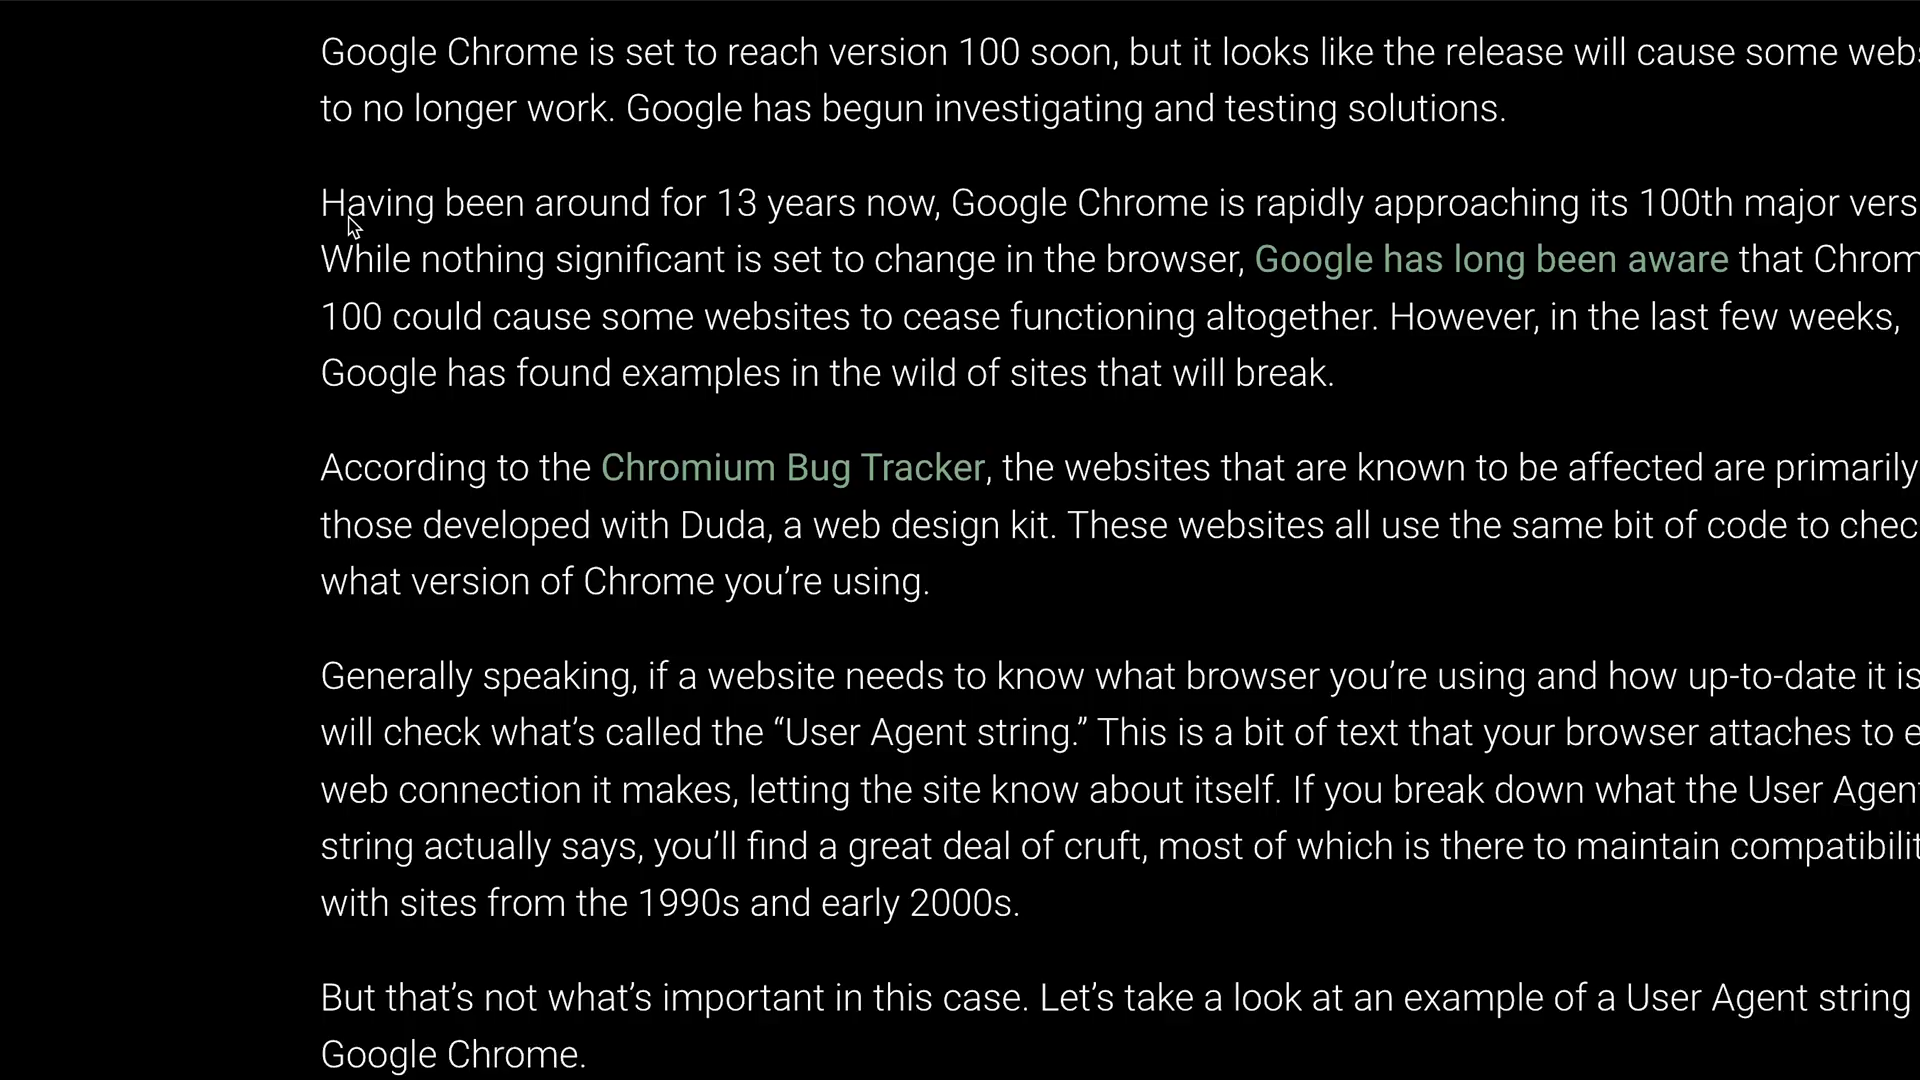 Google Chrome is set to reach version 100 soon, but it looks like the release will cause some webs
to no longer work. Google has begun investigating and testing solutions.
Having been around for 13 years now, Google Chrome is rapidly approaching its 100th major vers
While nothing significant is set to change in the browser, Google has long been aware that Chrom
100 could cause some websites to cease functioning altogether. However, in the last few weeks,
Google has found examples in the wild of sites that will break.
According to the Chromium Bug Tracker, the websites that are known to be affected are primarily
those developed with Duda, a web design kit. These websites all use the same bit of code to chec
what version of Chrome you’re using.
Generally speaking, if a website needs to know what browser you’re using and how up-to-date it is
will check what’s called the “User Agent string.” This is a bit of text that your browser attaches to e
web connection it makes, letting the site know about itself. If you break down what the User Agent
string actually says, you’ll find a great deal of cruft, most of which is there to maintain compatibilit
with sites from the 1990s and early 2000s.
But that’s not what’s important in this case. Let’s take a look at an example of a User Agent string
Google Chrome.